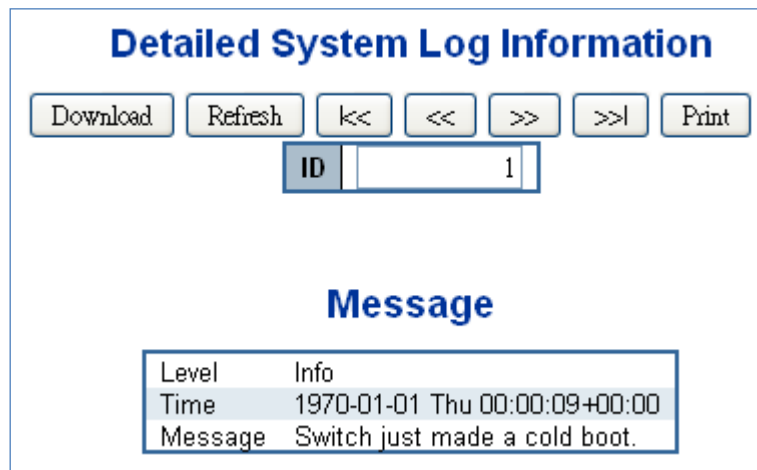 Detailed System Log Information
Download Refresh |<< << >> >>| Print
ID 1
Message
Level Info
Time 1970-01-01 Thu 00:00:09+00:00
Message Switch just made a cold boot.